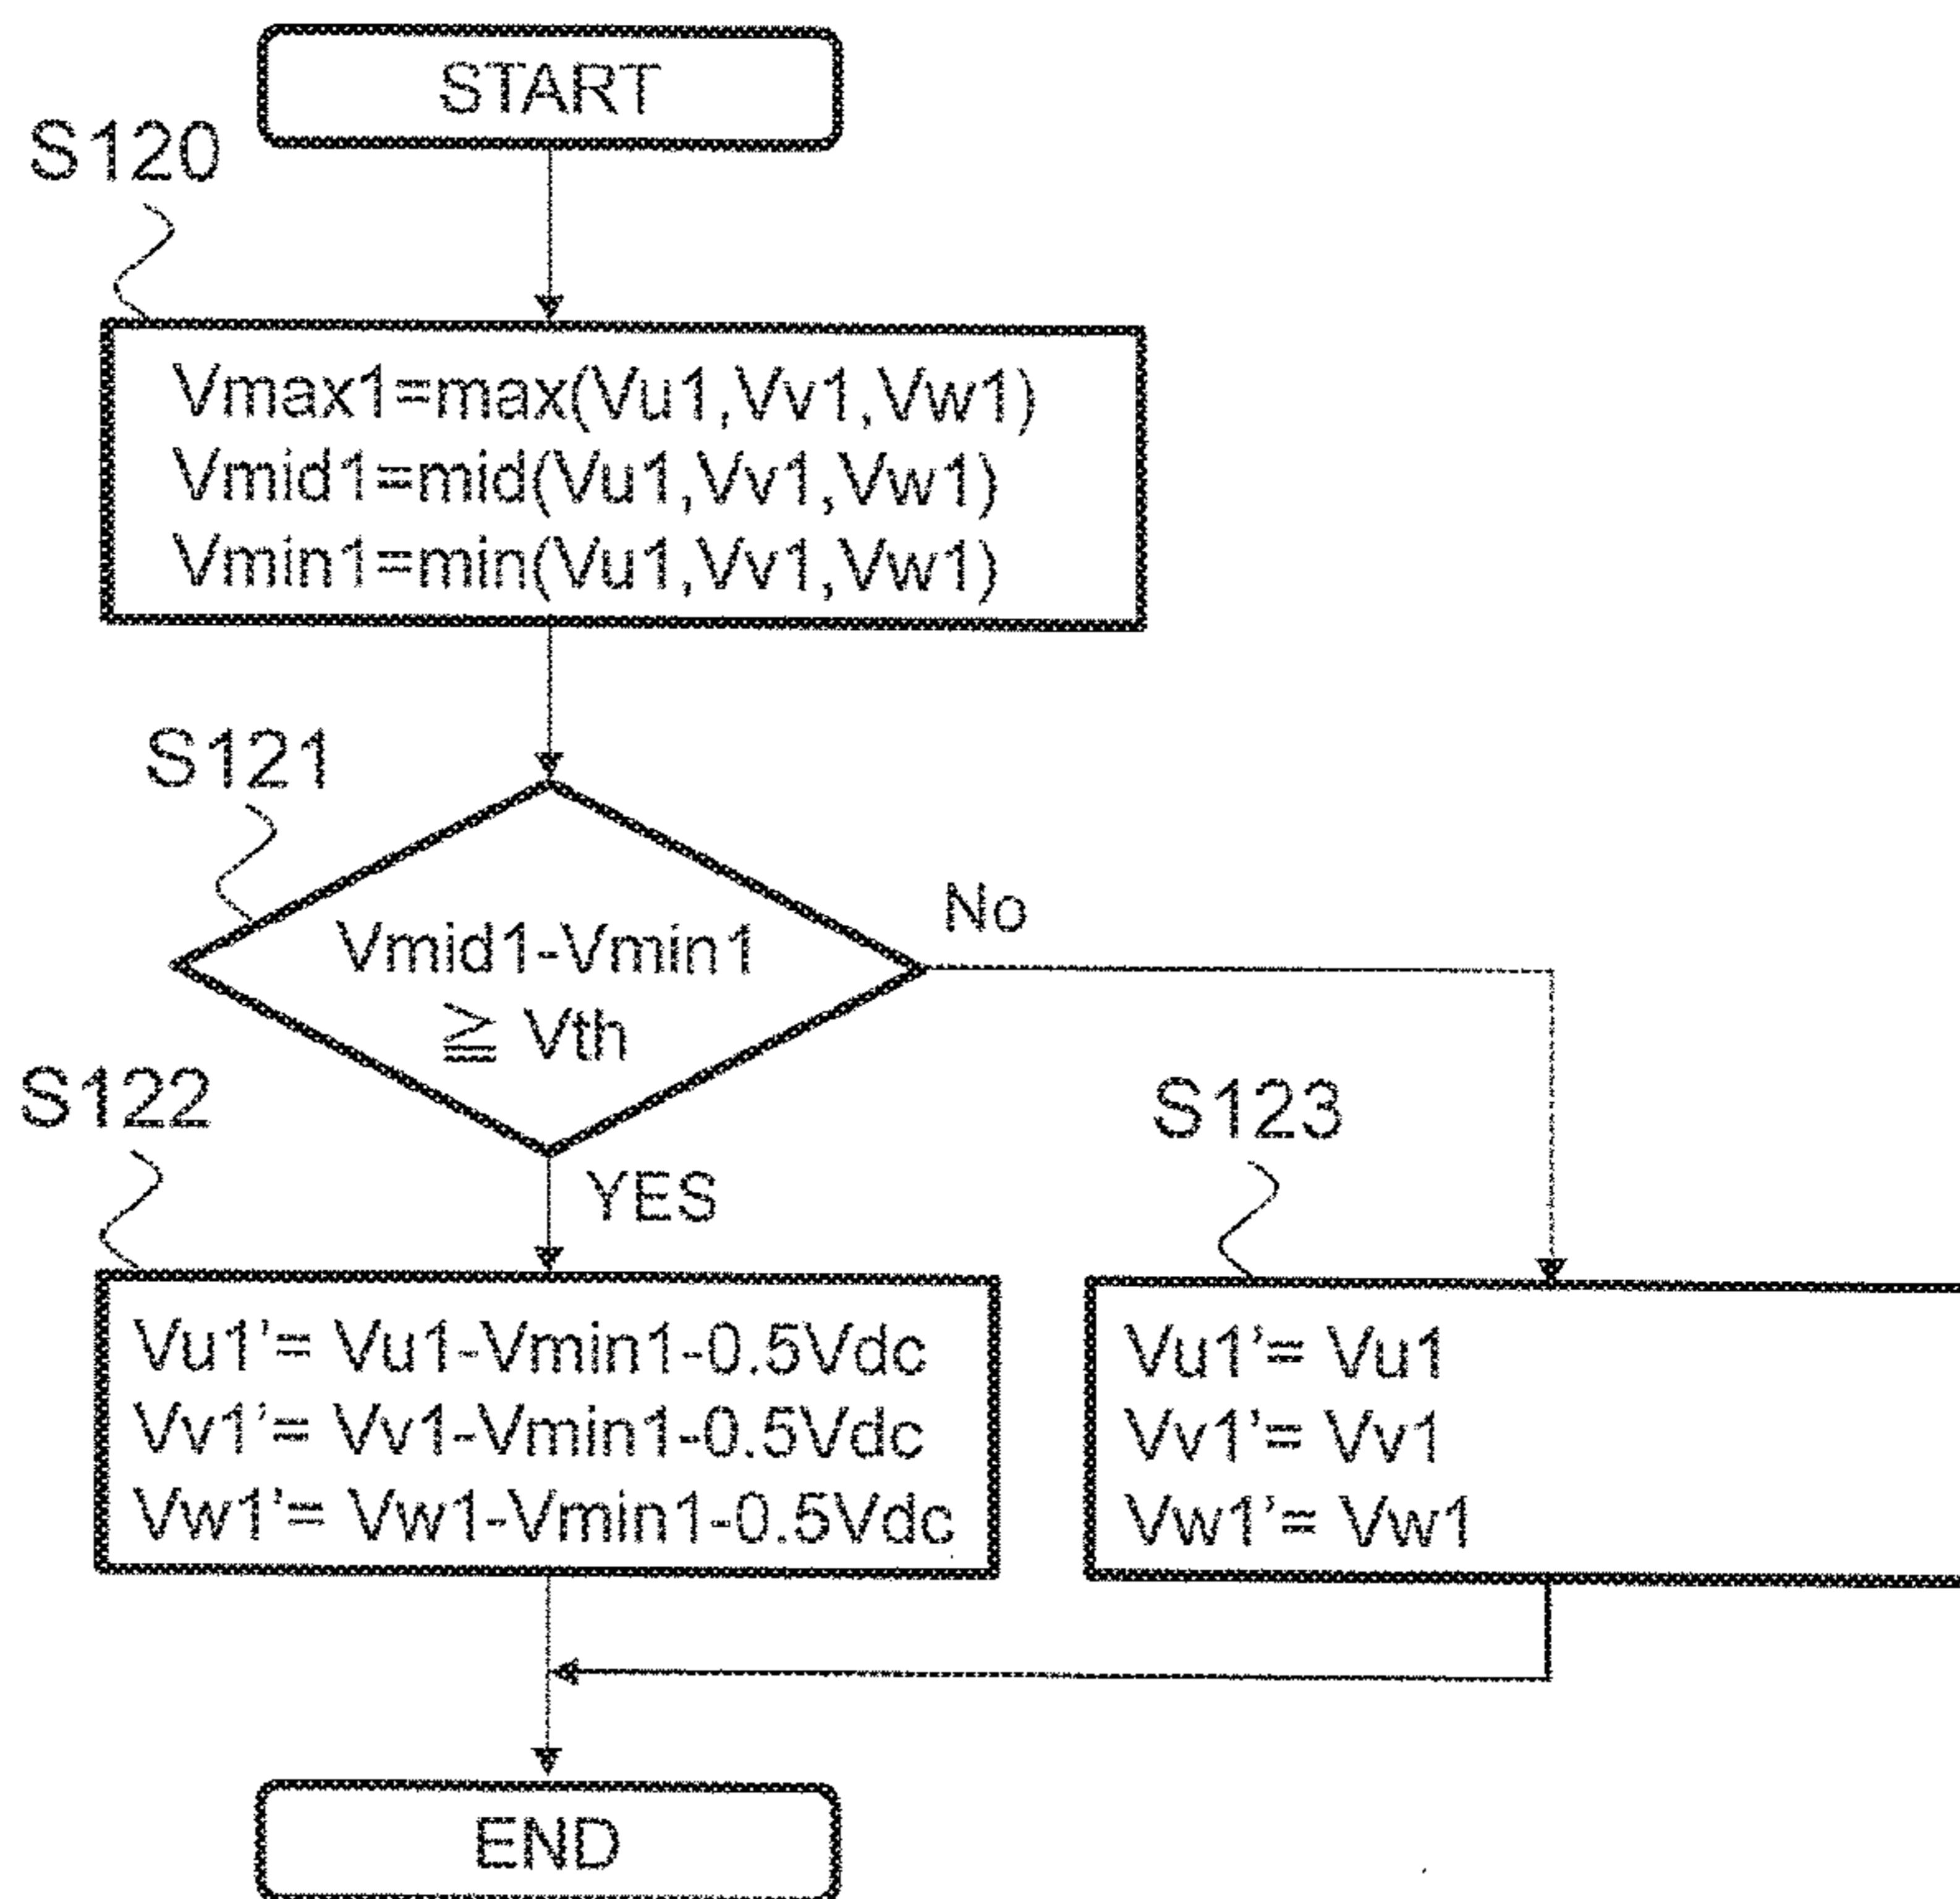 START
S120
Vmax1=max(Vu1,Vv1,Vw1)
Vmid1=mid(Vu1,Vv1,Vw1)
Vmin1=min(Vu1,Vv1,Vw1)
S121
Vmid1-Vmin1
≧ Vth
No
YES
S122
Vu1’= Vu1-Vmin1-0.5Vdc
Vv1’= Vv1-Vmin1-0.5Vdc
Vw1’= Vw1-Vmin1-0.5Vdc
S123
Vu1’= Vu1
Vv1’= Vv1
Vw1’= Vw1
END